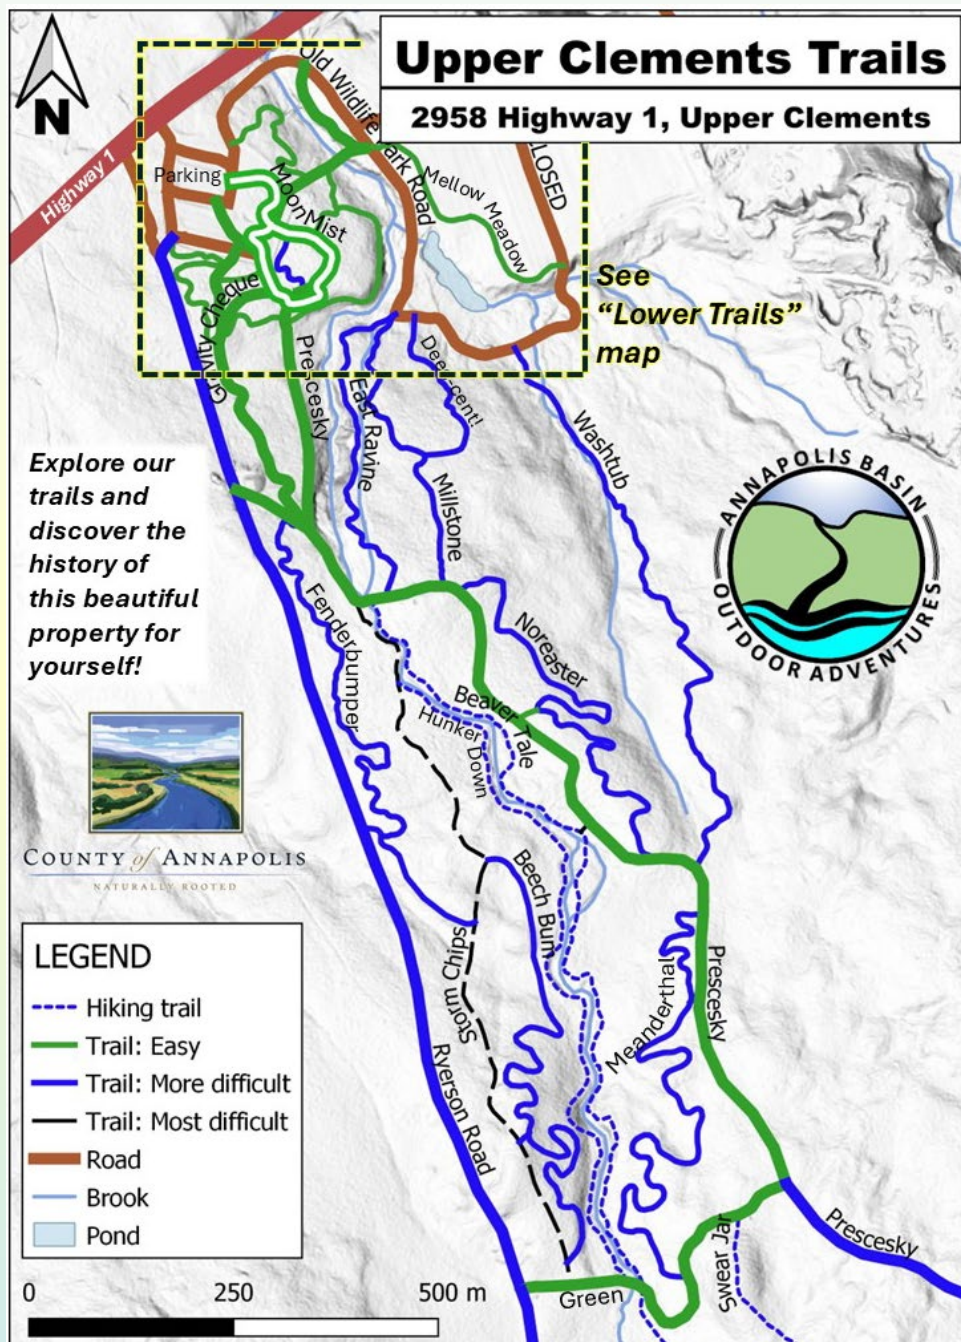 Upper Clements Trails
2958 Highway 1, Upper Clements
N
Highway 1
Old Wildlife Park Road
CLOSED
Parking
Moon Mist
Mellow Meadow
See
“Lower Trails”
map
Gravity Cheque
Prescesky
East Ravine
Deer-cent!
Washtub
Millstone
Explore our
trails and
discover the
history of
this beautiful
property for
yourself!
ANNAPOLIS BASIN
OUTDOOR ADVENTURES
Fenderbumper
Noreaster
Beaver Tale
Hunker Down
COUNTY of ANNAPOLIS
NATURALLY ROOTED
Beech Bum
Storm Chips
Prescesky
Meanderthal
Ryerson Road
Prescesky
Swear Jar
Green
LEGEND
Hiking trail
Trail: Easy
Trail: More difficult
Trail: Most difficult
Road
Brook
Pond
0 250 500 m